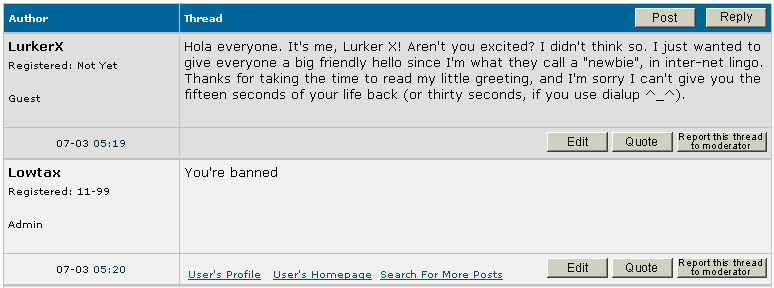 Author Thread Post Reply
LurkerX
Registered: Not Yet
Guest
Hola everyone. It's me, Lurker X! Aren't you excited? I didn't think so. I just wanted to
give everyone a big friendly hello since I'm what they call a "newbie", in inter-net lingo.
Thanks for taking the time to read my little greeting, and I'm sorry I can't give you the
fifteen seconds of your life back (or thirty seconds, if you use dialup ^_^).
07-03 05:19
Edit Quote Report this thread
to moderator
Lowtax
Registered: 11-99
Admin
You're banned
07-03 05:20
User's Profile User's Homepage Search For More Posts
Edit Quote Report this thread
to moderator